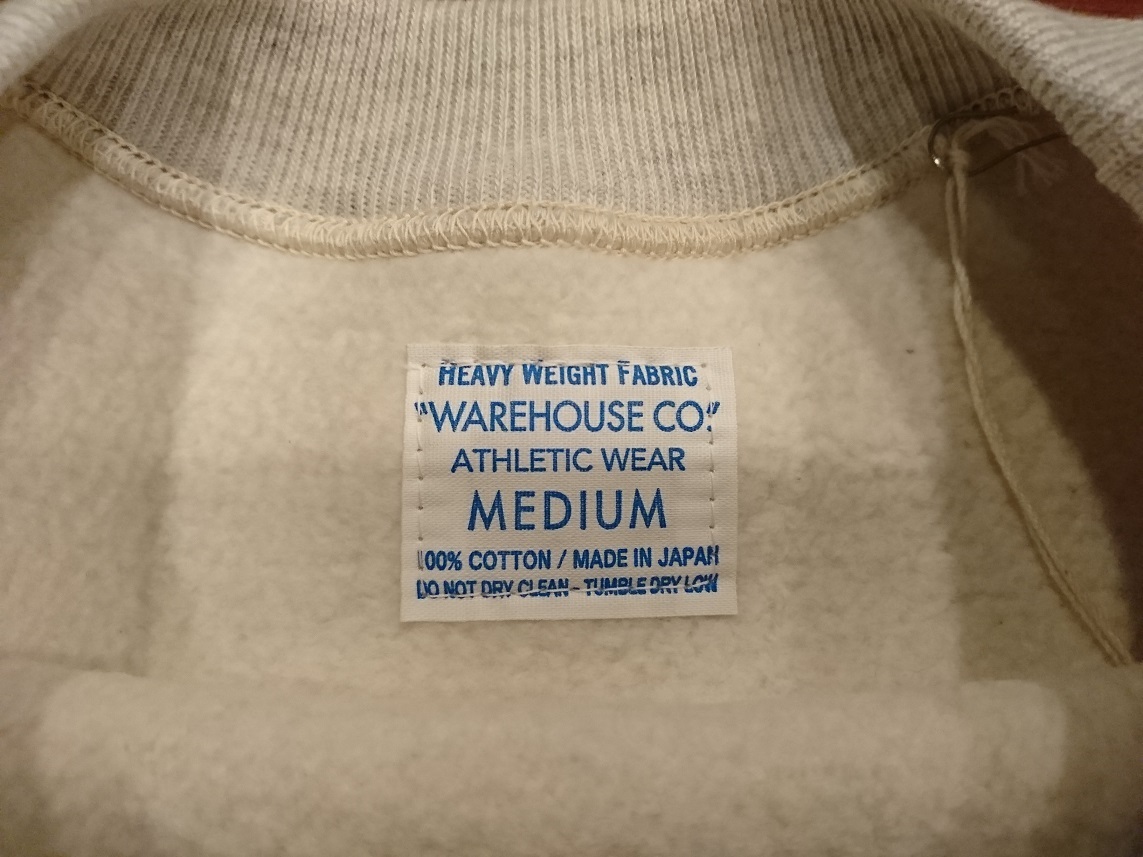 HEAVY WEIGHT FABRIC
"WAREHOUSE CO."
ATHLETIC WEAR
MEDIUM
100% COTTON / MADE IN JAPAN
DO NOT DRY CLEAN - TUMBLE DRY LOW